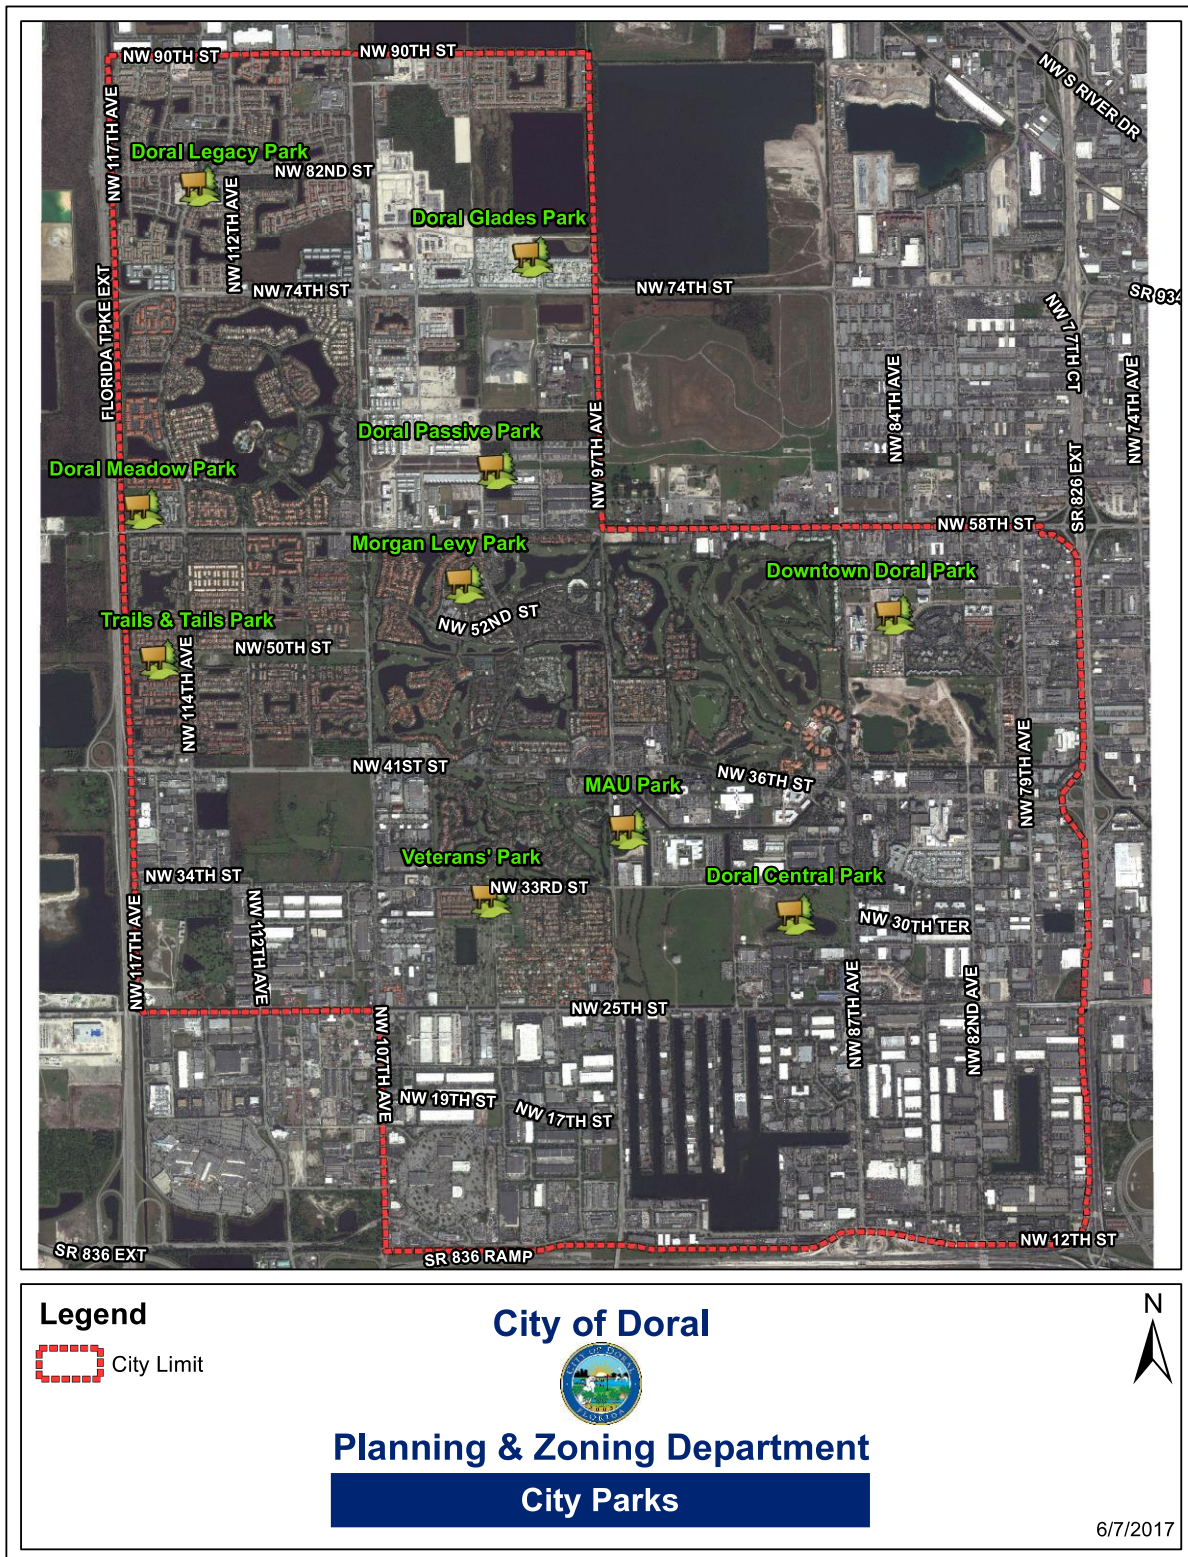 NW 90TH ST
NW 90TH ST
NW S RIVER DR
NW 117TH AVE
Doral Legacy Park
NW 82ND ST
NW 112TH AVE
Doral Glades Park
FLORIDA TPKE EXT
NW 74TH ST
NW 74TH ST
SR 934
NW 77TH CT
NW 84TH AVE
NW 74TH AVE
NW 97TH AVE
Doral Passive Park
Doral Meadow Park
SR 826 EXT
NW 58TH ST
Morgan Levy Park
Downtown Doral Park
NW 52ND ST
Trails & Tails Park
NW 50TH ST
NW 114TH AVE
NW 41ST ST
NW 36TH ST
NW 79TH AVE
MAU Park
Veterans' Park
NW 34TH ST
NW 33RD ST
Doral Central Park
NW 30TH TER
NW 117TH AVE
NW 112TH AVE
NW 25TH ST
NW 87TH AVE
NW 82ND AVE
NW 107TH AVE
NW 19TH ST
NW 17TH ST
SR 836 EXT
SR 836 RAMP
NW 12TH ST
Legend
City Limit
City of Doral
CITY OF DORAL
FLORIDA
Planning & Zoning Department
City Parks
N
6/7/2017